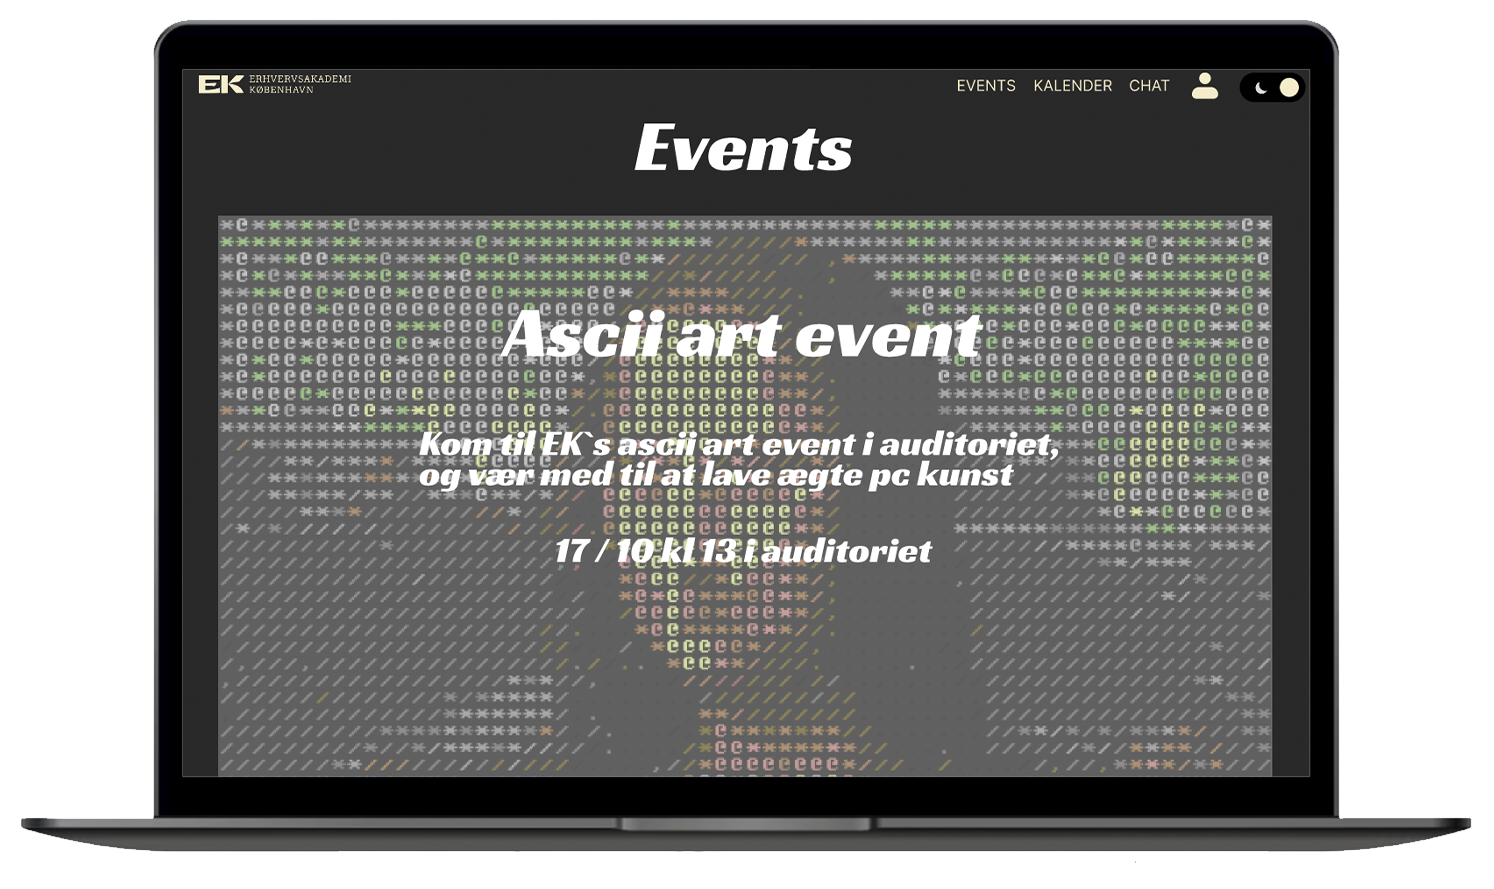 EK ERHVERVSAKADEMI
KØBENHAVN
EVENTS KALENDER CHAT
Events
Ascii art event
Kom til EK`s ascii art event i auditoriet,
og vær med til at lave ægte pc kunst
17 / 10 kl 13 i auditoriet